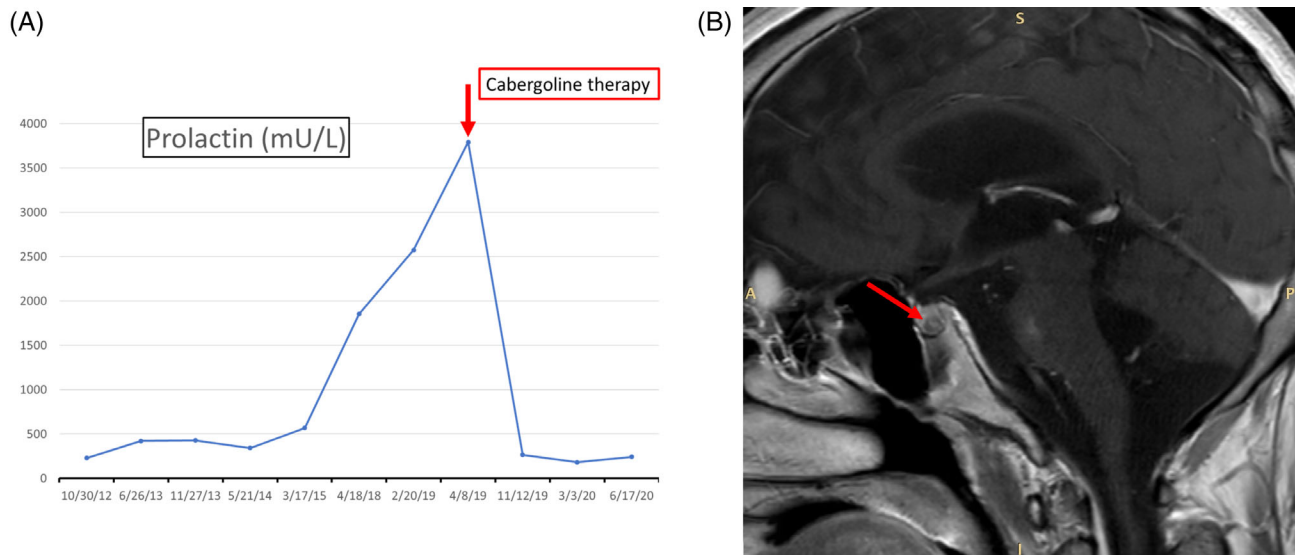 (A)
Cabergoline therapy
Prolactin (mU/L)
4000
3500
3000
2500
2000
1500
1000
500
0
10/30/12 6/26/13 11/27/13 5/21/14 3/17/15 4/18/18 2/20/19 4/8/19 11/12/19 3/3/20 6/17/20
(B)
S
A
P
I